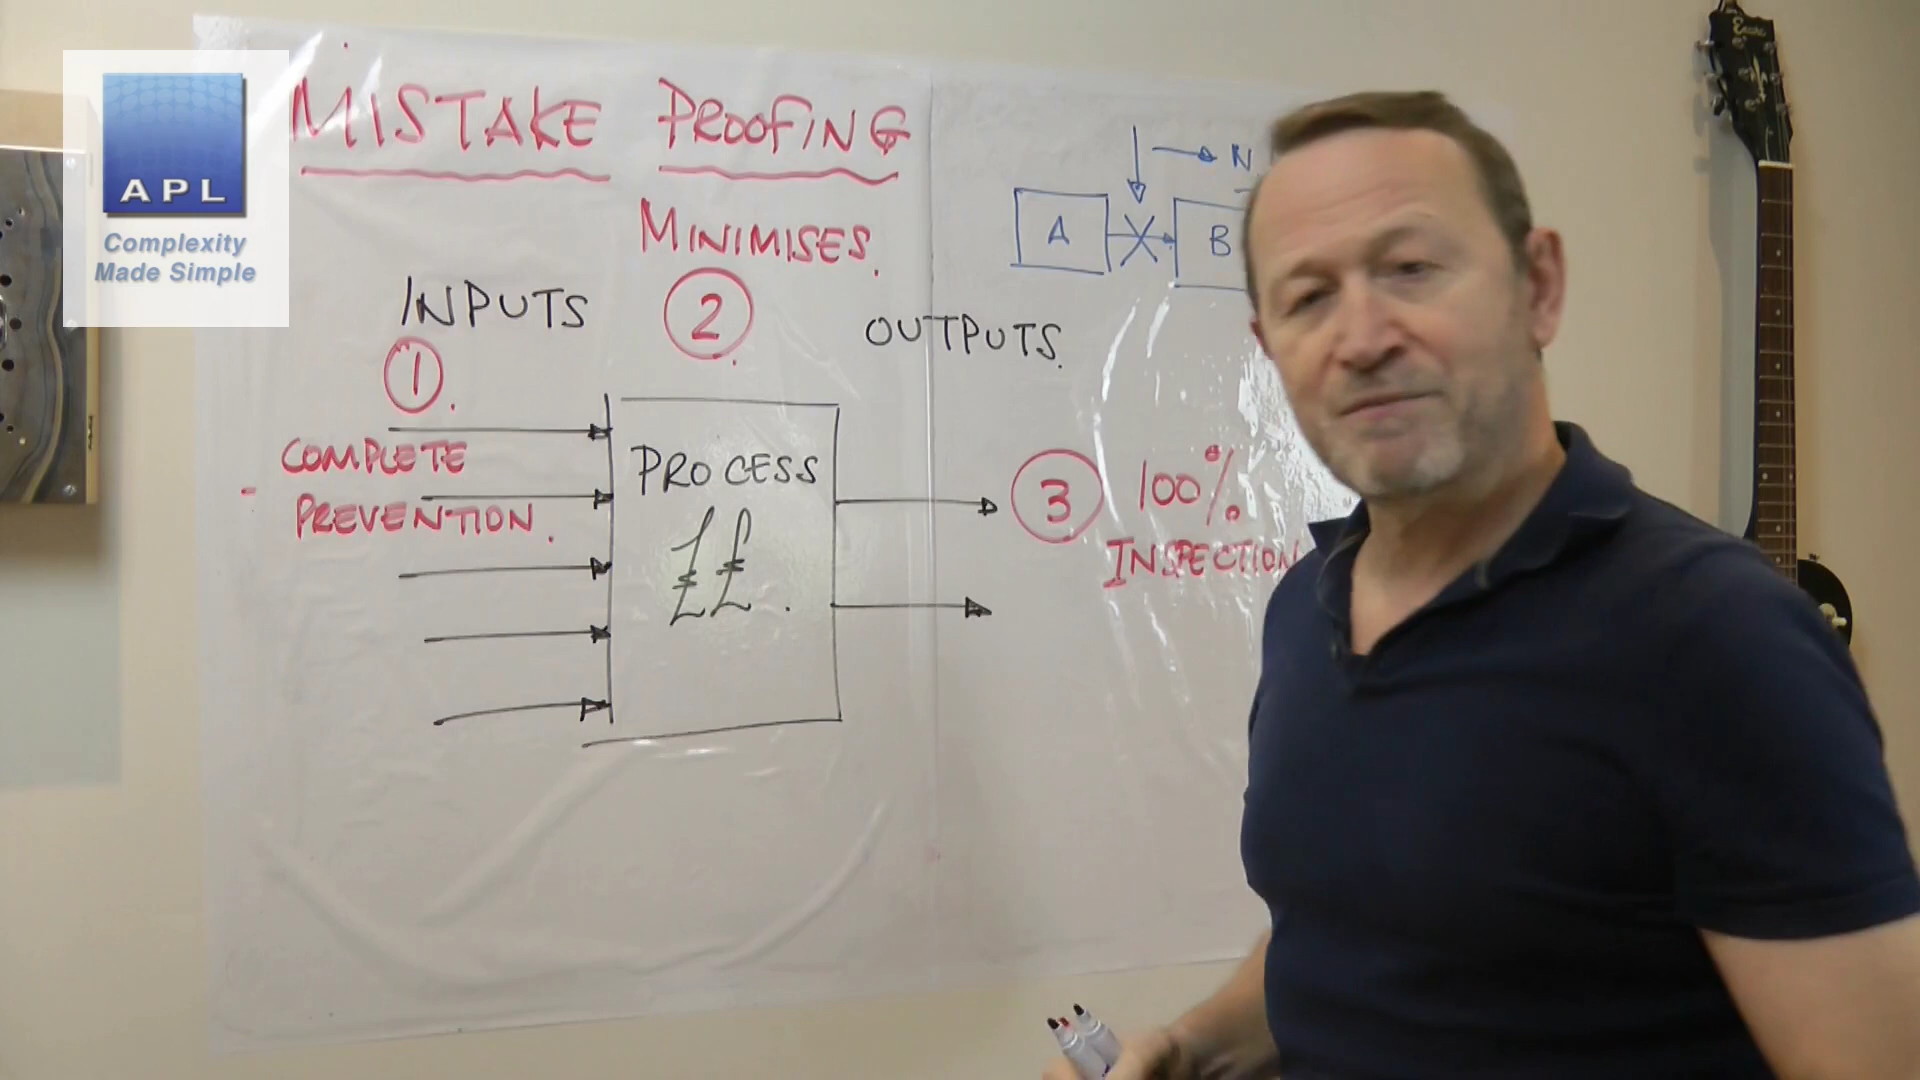 APL
Complexity
Made Simple
MISTAKE PROOFING
MINIMISES.
2
INPUTS
1.
COMPLETE
- PREVENTION.
PROCESS
££.
OUTPUTS.
3 100%
INSPECTION
A
B
N